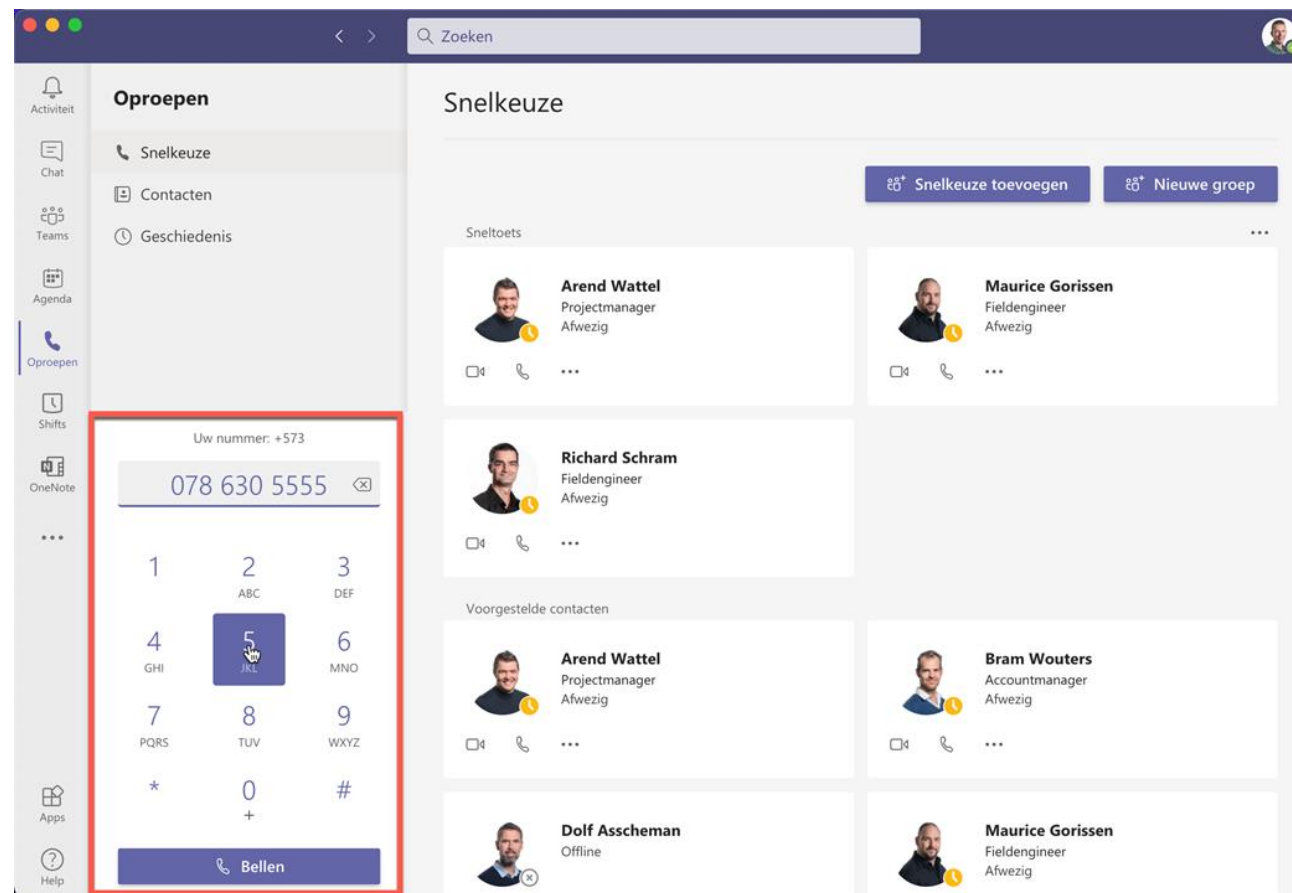 Zoeken
Activiteit
Chat
Teams
Agenda
Oproepen
Shifts
OneNote
Apps
Help
Oproepen
Snelkeuze
Contacten
Geschiedenis
Uw nummer: +573
078 630 5555
1 2 3
ABC DEF
4 5 6
GHI JKL MNO
7 8 9
PQRS TUV WXYZ
* 0 #
+
Bellen
Snelkeuze
Snelkeuze toevoegen
Nieuwe groep
Sneltoets
Arend Wattel
Projectmanager
Afwezig
Maurice Gorissen
Fieldengineer
Afwezig
Richard Schram
Fieldengineer
Afwezig
Voorgestelde contacten
Arend Wattel
Projectmanager
Afwezig
Bram Wouters
Accountmanager
Afwezig
Dolf Asscheman
Offline
Maurice Gorissen
Fieldengineer
Afwezig